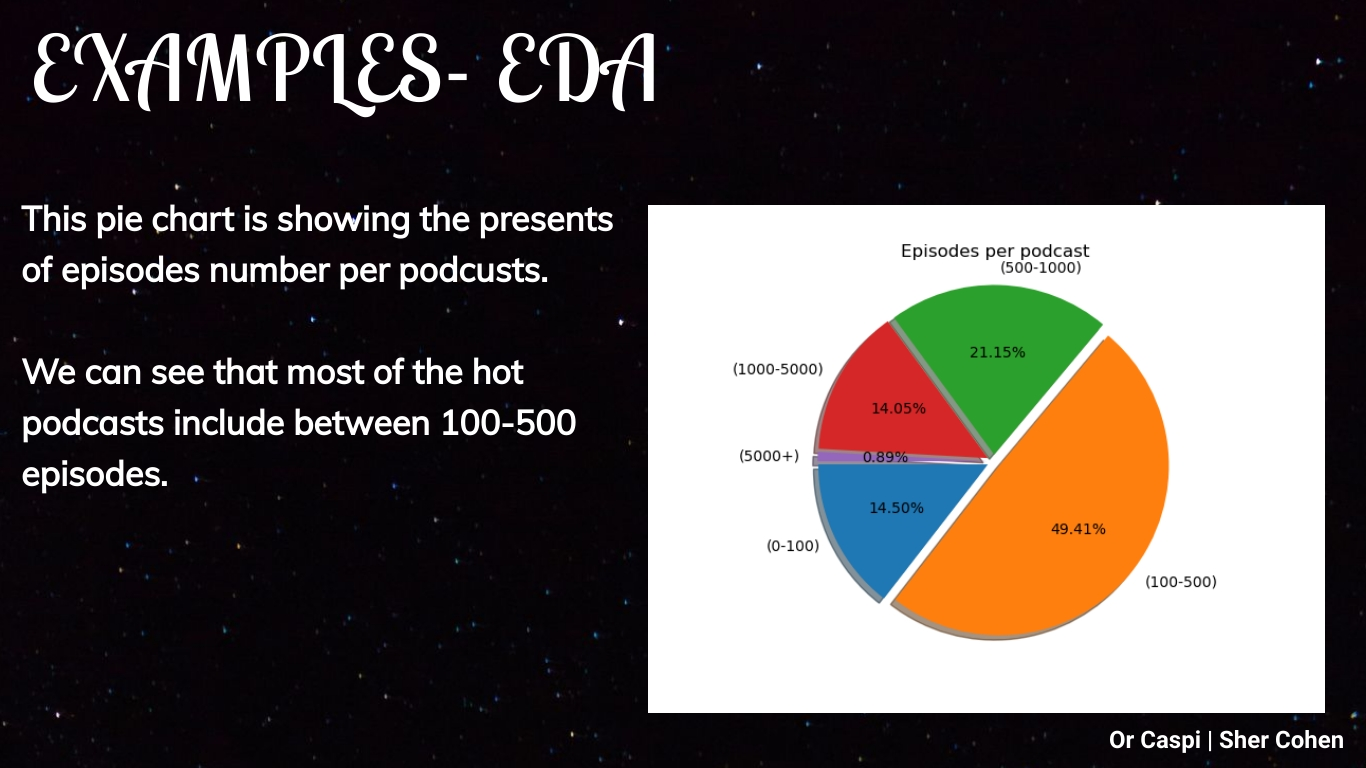 EXAMPLES- EDA
This pie chart is showing the presents
of episodes number per podcusts.
We can see that most of the hot
podcasts include between 100-500
episodes.
Episodes per podcast
(500-1000)
21.15%
(1000-5000)
14.05%
(5000+)
0.89%
14.50%
(0-100)
49.41%
(100-500)
Or Caspi | Sher Cohen